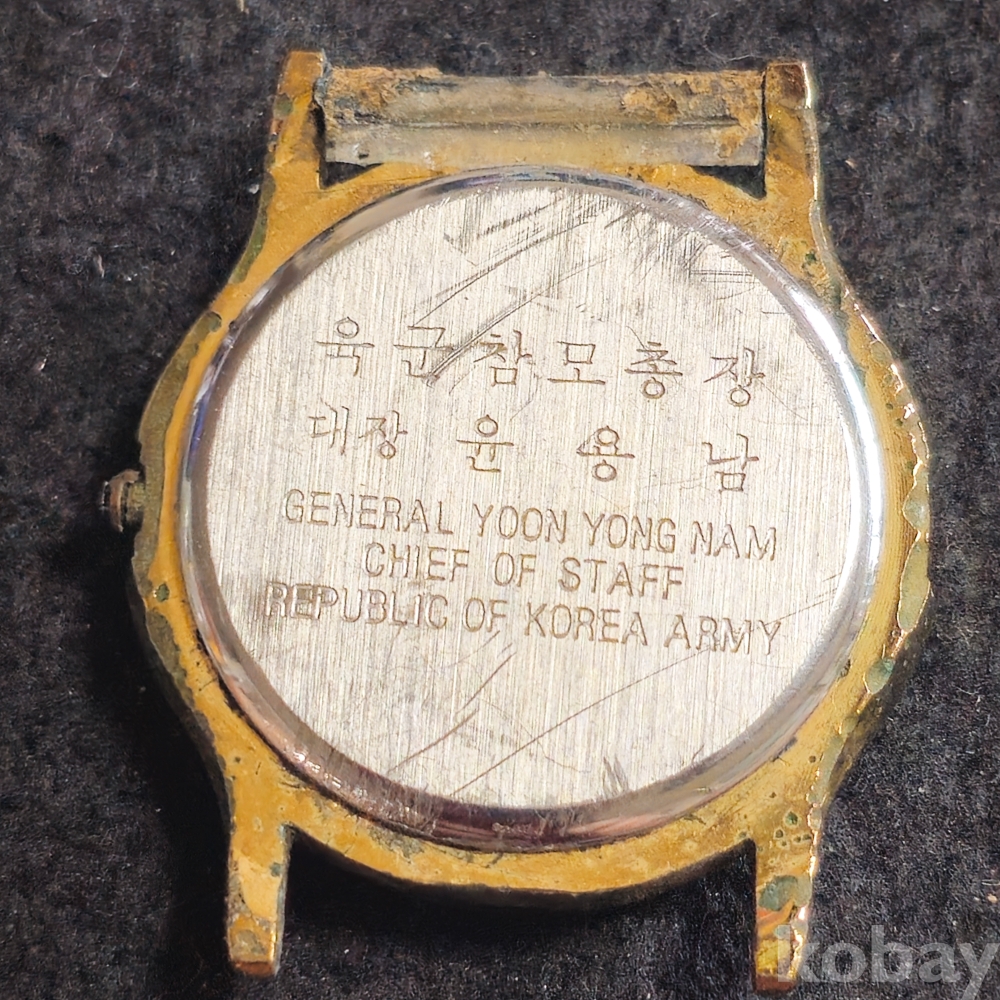 육군참모총장
대장 윤 용 남
GENERAL YOON YONG NAM
CHIEF OF STAFF
REPUBLIC OF KOREA ARMY
kobay